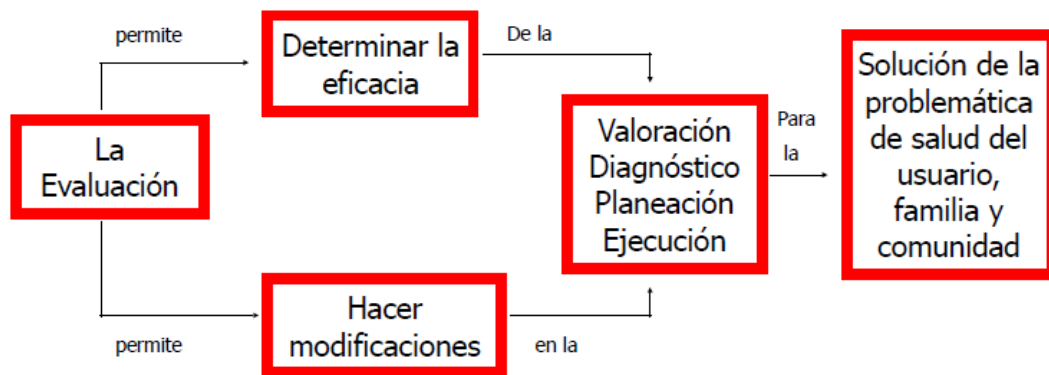 permite
Determinar la
eficacia
De la
La
Evaluación
Valoración
Diagnóstico
Planeación
Ejecución
Para
la
Solución de la
problemática
de salud del
usuario,
familia y
comunidad
permite
Hacer
modificaciones
en la